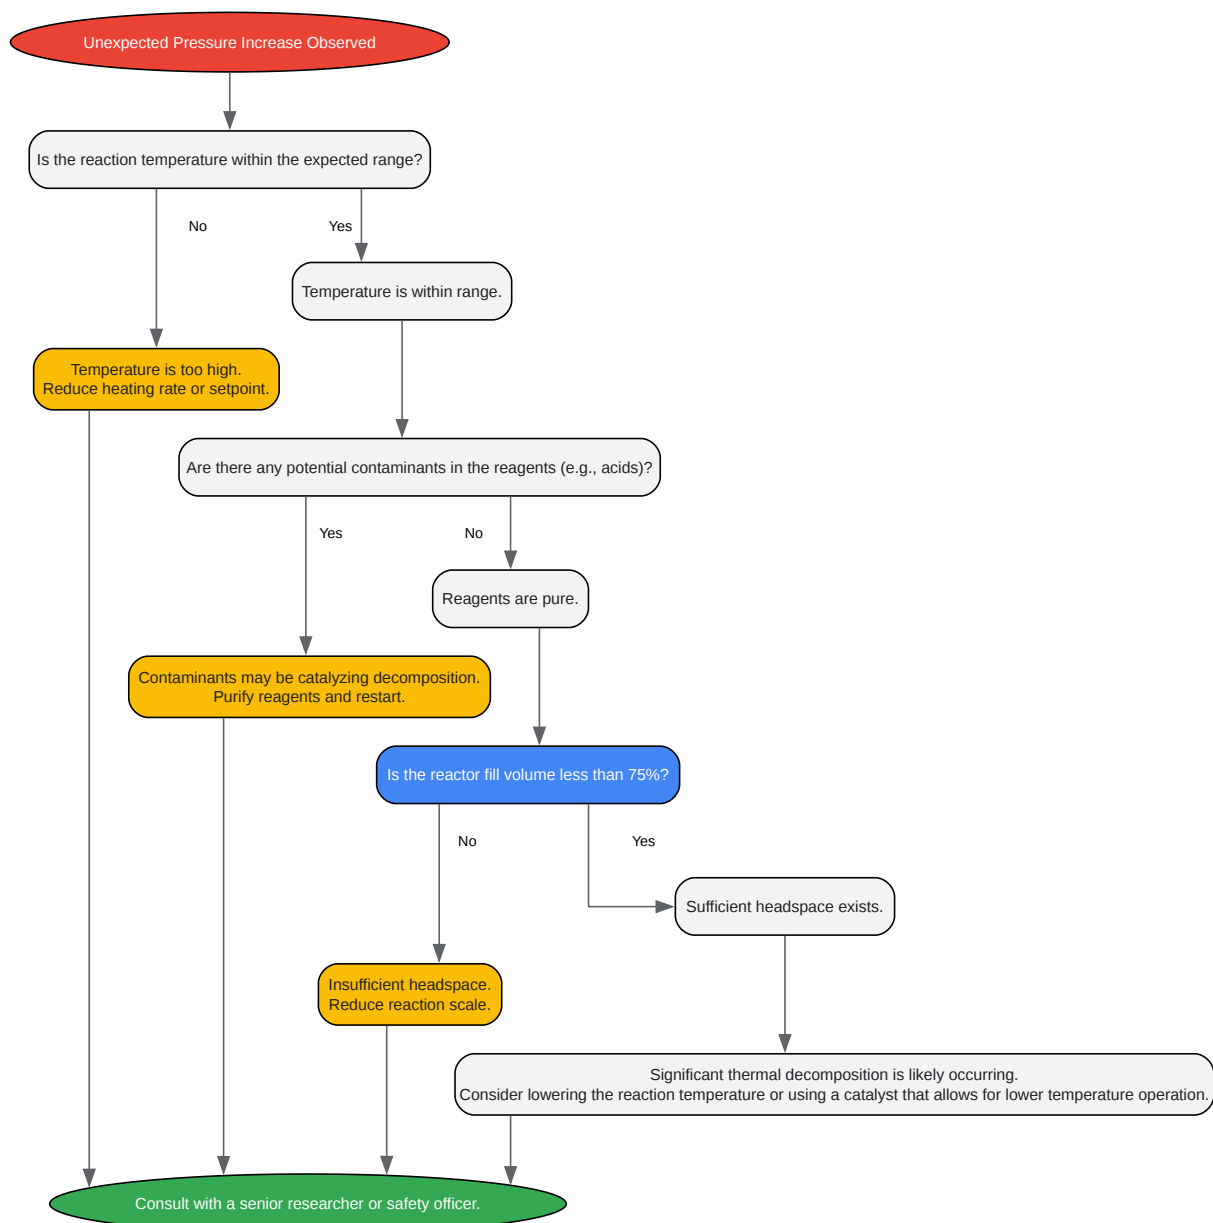 Unexpected Pressure Increase Observed
Is the reaction temperature within the expected range?
No
Yes
Temperature is within range.
Temperature is too high.
Reduce heating rate or setpoint.
Are there any potential contaminants in the reagents (e.g., acids)?
Yes
No
Reagents are pure.
Contaminants may be catalyzing decomposition.
Purify reagents and restart.
Is the reactor fill volume less than 75%?
No
Yes
Sufficient headspace exists.
Insufficient headspace.
Reduce reaction scale.
Significant thermal decomposition is likely occurring.
Consider lowering the reaction temperature or using a catalyst that allows for lower temperature operation.
Consult with a senior researcher or safety officer.